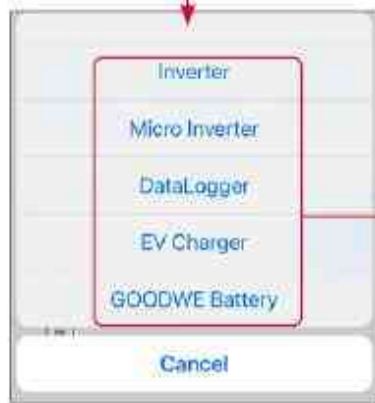 Inverter
Micro Inverter
DataLogger
EV Charger
GOODWE Battery
Cancel